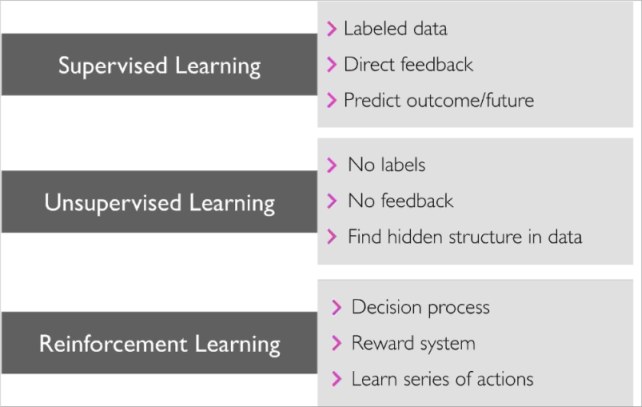 Supervised Learning
Labeled data
Direct feedback
Predict outcome/future
Unsupervised Learning
No labels
No feedback
Find hidden structure in data
Reinforcement Learning
Decision process
Reward system
Learn series of actions